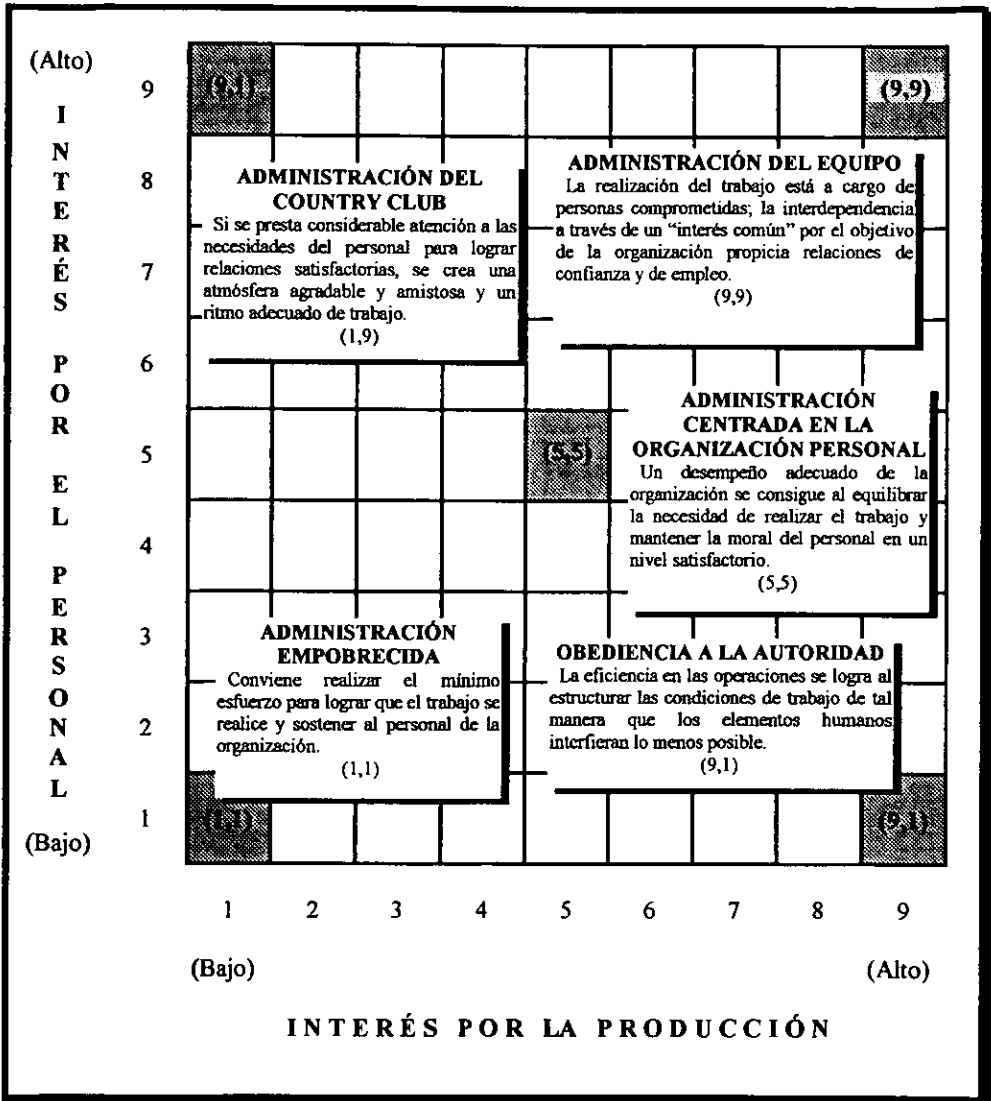 (Alto)
INTERÉS POR EL PERSONAL
(Bajo)
9
8
7
6
5
4
3
2
1
(9,1)
(9,9)
ADMINISTRACIÓN DEL
COUNTRY CLUB
Si se presta considerable atención a las
necesidades del personal para lograr
relaciones satisfactorias, se crea una
atmósfera agradable y amistosa y un
ritmo adecuado de trabajo.
(1,9)
ADMINISTRACIÓN DEL EQUIPO
La realización del trabajo está a cargo de
personas comprometidas; la interdependencia
a través de un “interés común” por el objetivo
de la organización propicia relaciones de
confianza y de empleo.
(9,9)
(5,5)
ADMINISTRACIÓN
CENTRADA EN LA
ORGANIZACIÓN PERSONAL
Un desempeño adecuado de la
organización se consigue al equilibrar
la necesidad de realizar el trabajo y
mantener la moral del personal en un
nivel satisfactorio.
(5,5)
ADMINISTRACIÓN
EMPOBRECIDA
Conviene realizar el mínimo
esfuerzo para lograr que el trabajo se
realice y sostener al personal de la
organización.
(1,1)
OBEDIENCIA A LA AUTORIDAD
La eficiencia en las operaciones se logra al
estructurar las condiciones de trabajo de tal
manera que los elementos humanos
interfieran lo menos posible.
(9,1)
(1,1)
(9,1)
1 2 3 4 5 6 7 8 9
(Bajo) (Alto)
INTERÉS POR LA PRODUCCIÓN